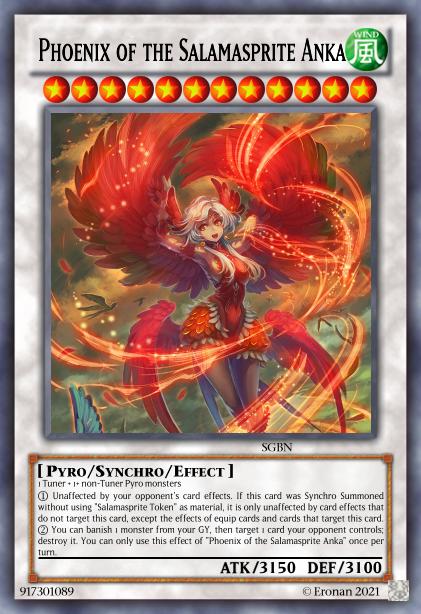 Phoenix of the Salamasprite Anka
WIND
風
SGBN
[ Pyro/Synchro/Effect ]
1 Tuner + 1+ non-Tuner Pyro monsters
① Unaffected by your opponent's card effects. If this card was Synchro Summoned
without using "Salamasprite Token" as material, it is only unaffected by card effects that
do not target this card, except the effects of equip cards and cards that target this card.
② You can banish 1 monster from your GY, then target 1 card your opponent controls;
destroy it. You can only use this effect of "Phoenix of the Salamasprite Anka" once per
turn.
ATK/3150 DEF/3100
917301089
© Eronan 2021